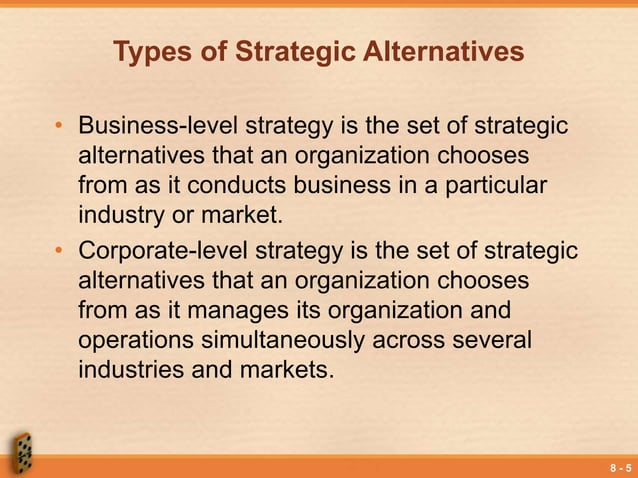 Types of Strategic Alternatives
• Business-level strategy is the set of strategic
alternatives that an organization chooses
from as it conducts business in a particular
industry or market.
• Corporate-level strategy is the set of strategic
alternatives that an organization chooses
from as it manages its organization and
operations simultaneously across several
industries and markets.
8 - 5